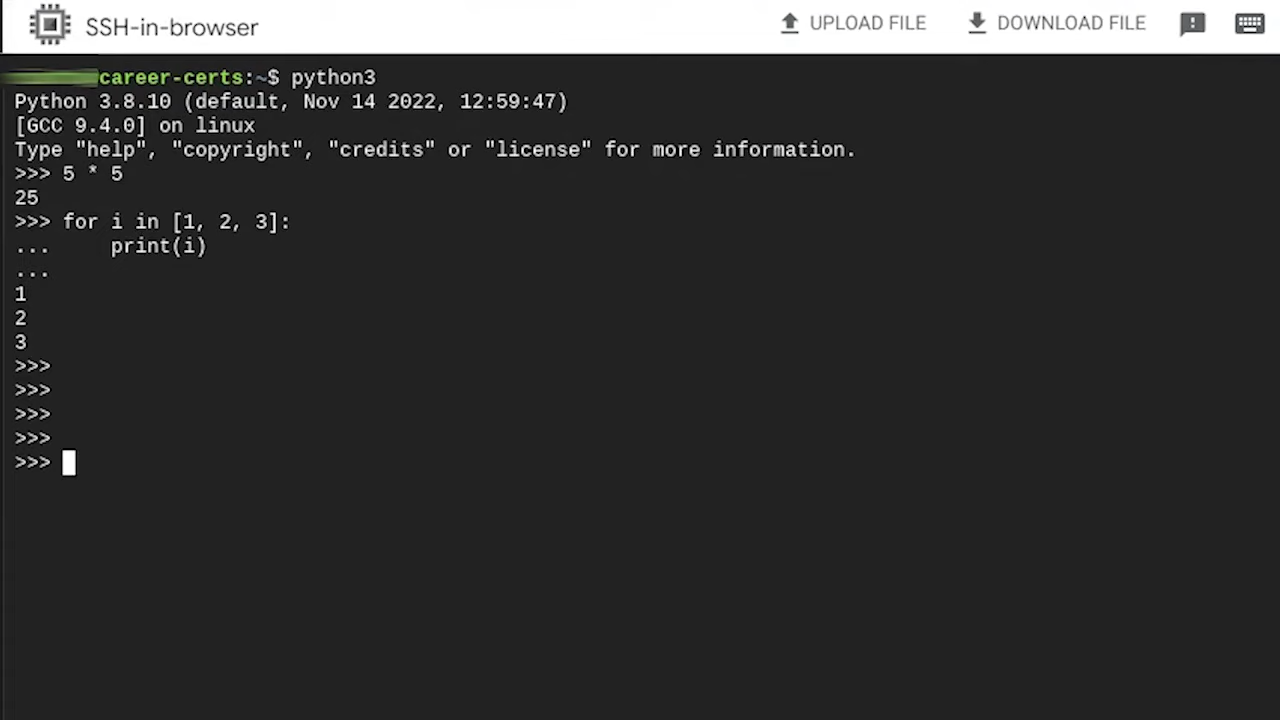 SSH-in-browser
UPLOAD FILE
DOWNLOAD FILE
career-certs:~$ python3
Python 3.8.10 (default, Nov 14 2022, 12:59:47)
[GCC 9.4.0] on linux
Type "help", "copyright", "credits" or "license" for more information.
>>> 5 * 5
25
>>> for i in [1, 2, 3]:
...     print(i)
...
1
2
3
>>>
>>>
>>>
>>>
>>>